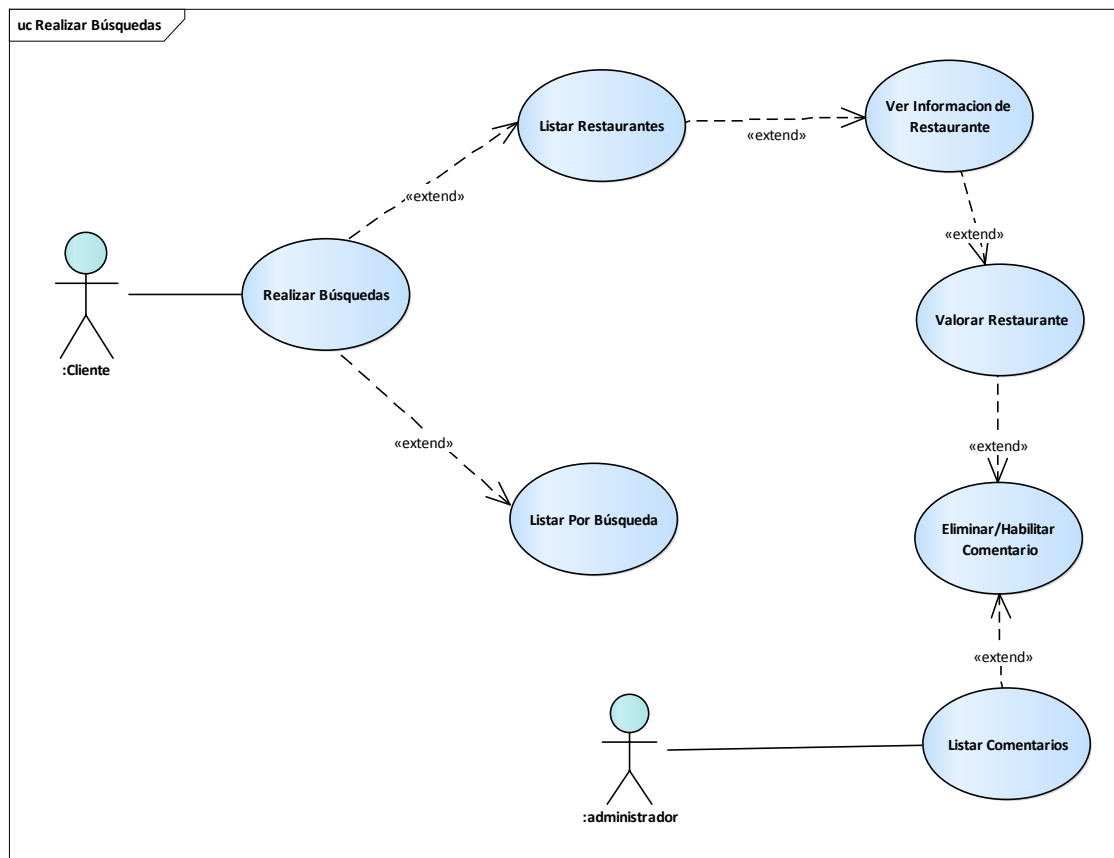 uc Realizar Búsquedas
Listar Restaurantes
Ver Informacion de
Restaurante
«extend»
«extend»
«extend»
Realizar Búsquedas
Valorar Restaurante
:Cliente
«extend»
«extend»
Listar Por Búsqueda
Eliminar/Habilitar
Comentario
«extend»
Listar Comentarios
:administrador